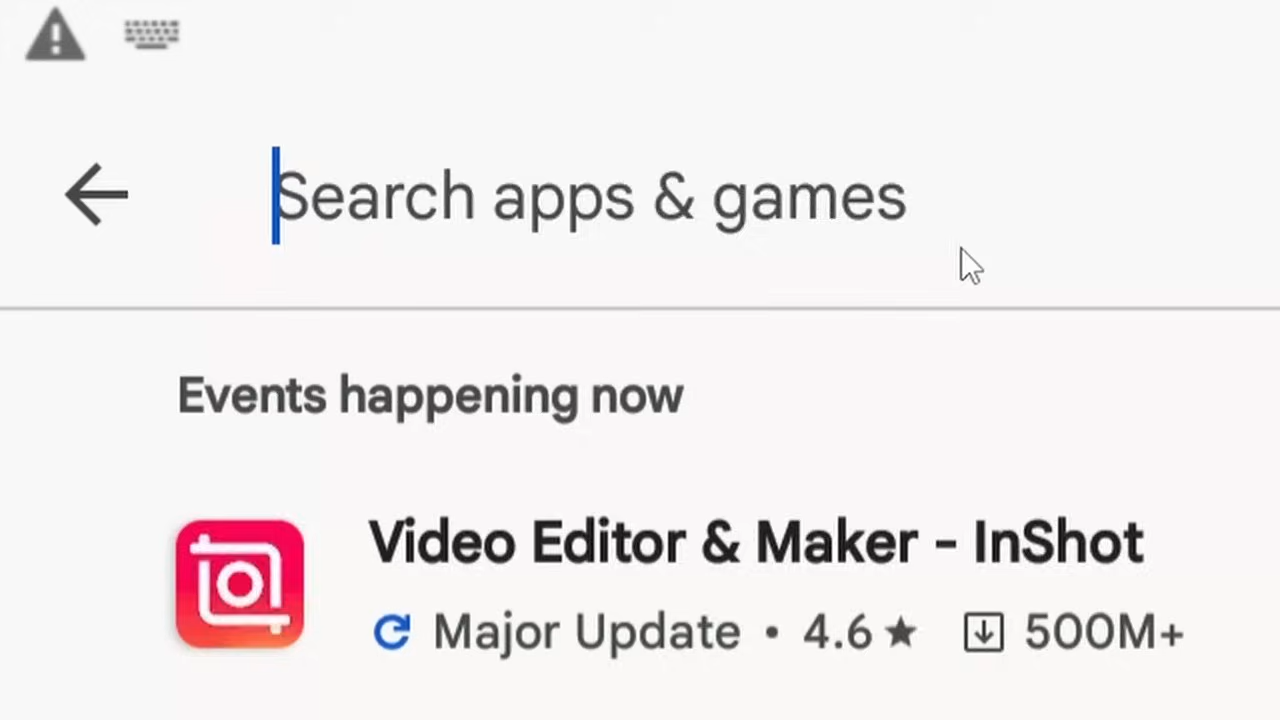 Search apps & games
Events happening now
Video Editor & Maker - InShot
Major Update • 4.6★ 500M+